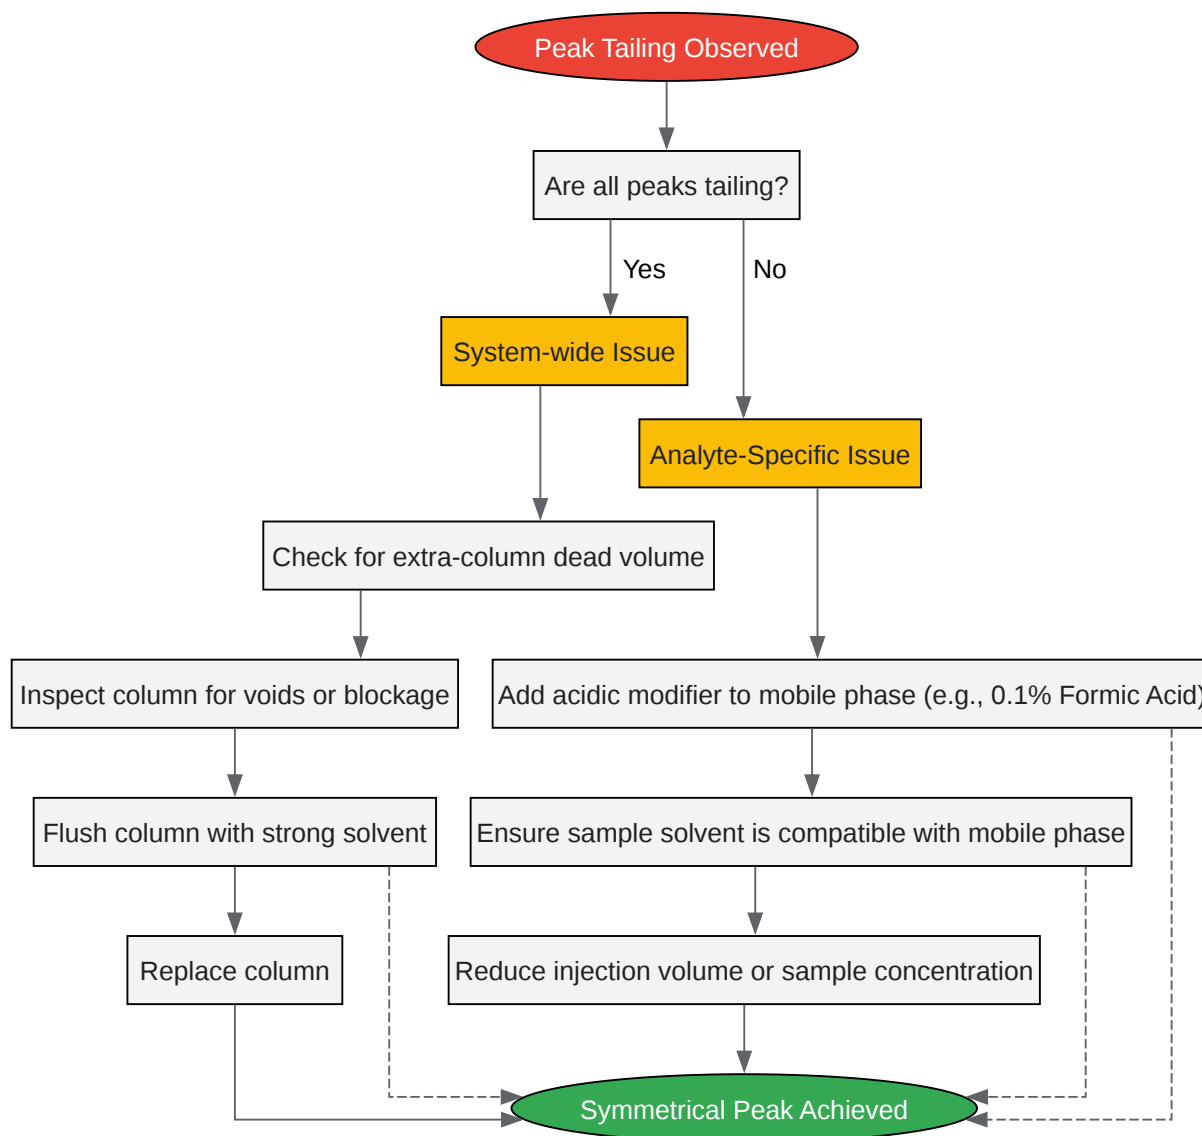 Peak Tailing Observed
Are all peaks tailing?
Yes
No
System-wide Issue
Analyte-Specific Issue
Check for extra-column dead volume
Inspect column for voids or blockage
Add acidic modifier to mobile phase (e.g., 0.1% Formic Acid)
Flush column with strong solvent
Ensure sample solvent is compatible with mobile phase
Replace column
Reduce injection volume or sample concentration
Symmetrical Peak Achieved